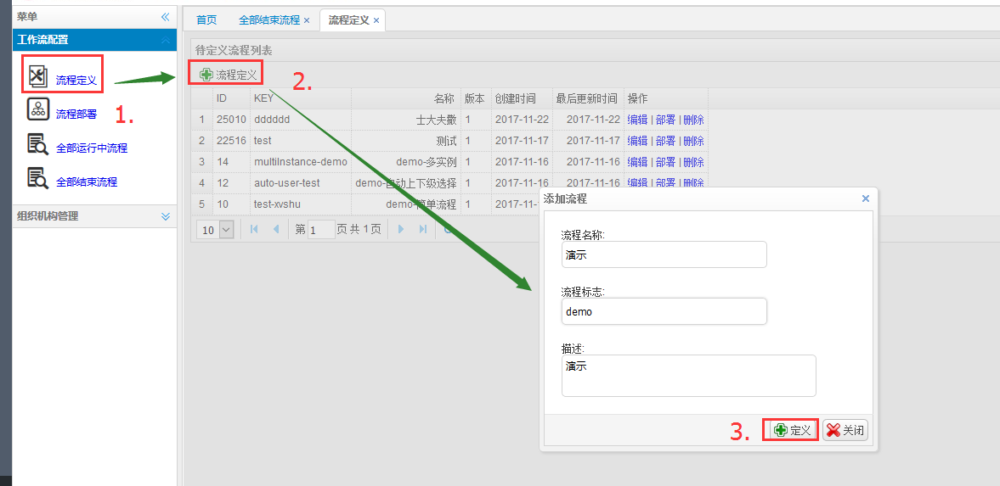 菜单
工作流配置
流程定义
流程部署
全部运行中流程
全部结束流程
组织机构管理
1.
首页 全部结束流程 × 流程定义 ×
待定义流程列表
流程定义
2.
ID KEY 名称 版本 创建时间 最后更新时间 操作
1 25010 dddddd 士大夫撒 1 2017-11-22 2017-11-22 编辑 | 部署 | 删除
2 22516 test 测试 1 2017-11-17 2017-11-17 编辑 | 部署 | 删除
3 14 multiInstance-demo demo-多实例 1 2017-11-16 2017-11-16 编辑 | 部署 | 删除
4 12 auto-user-test demo-自动上下级选择 1 2017-11-16 2017-11-16 编辑 | 部署 | 删除
5 10 test-xvshu demo-简单流程 1 2017-11-
10 第 1 页 共 1 页
添加流程
流程名称:
演示
流程标志:
demo
描述:
演示
3.
定义 关闭